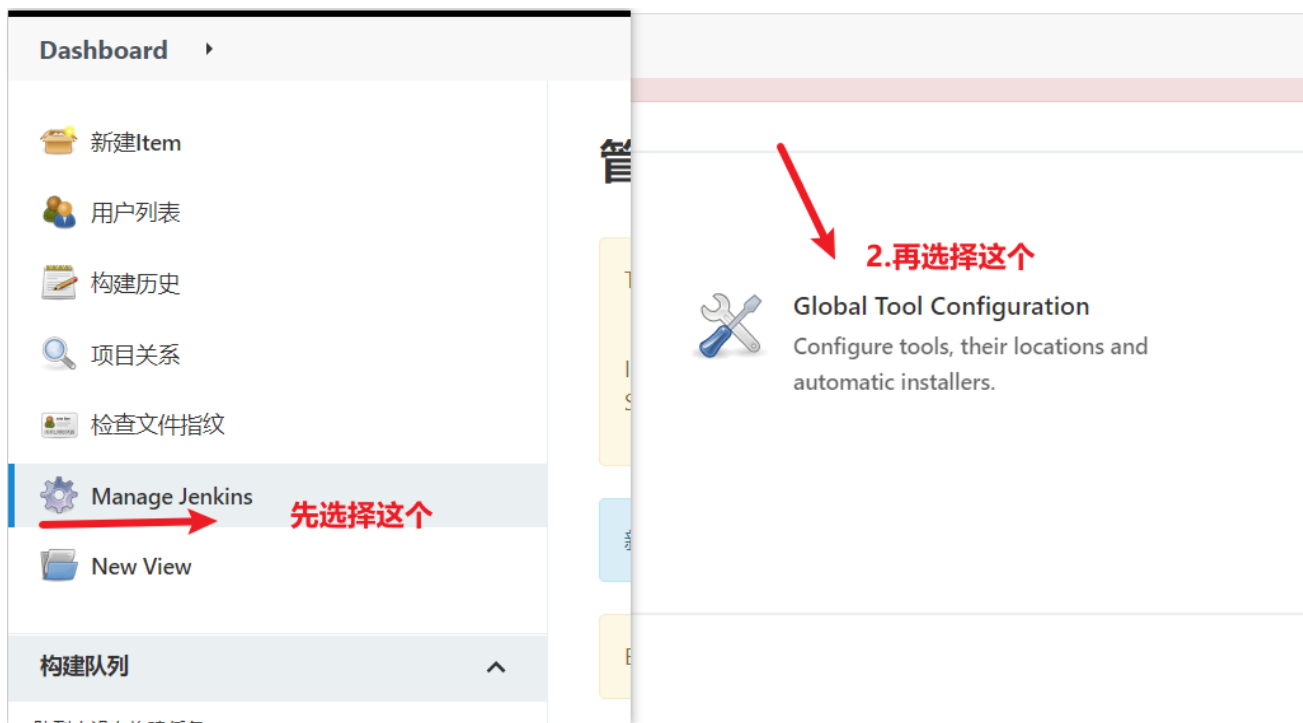 Dashboard
新建Item
用户列表
构建历史
项目关系
检查文件指纹
Manage Jenkins
先选择这个
New View
构建队列
管
2.再选择这个
Global Tool Configuration
Configure tools, their locations and
automatic installers.